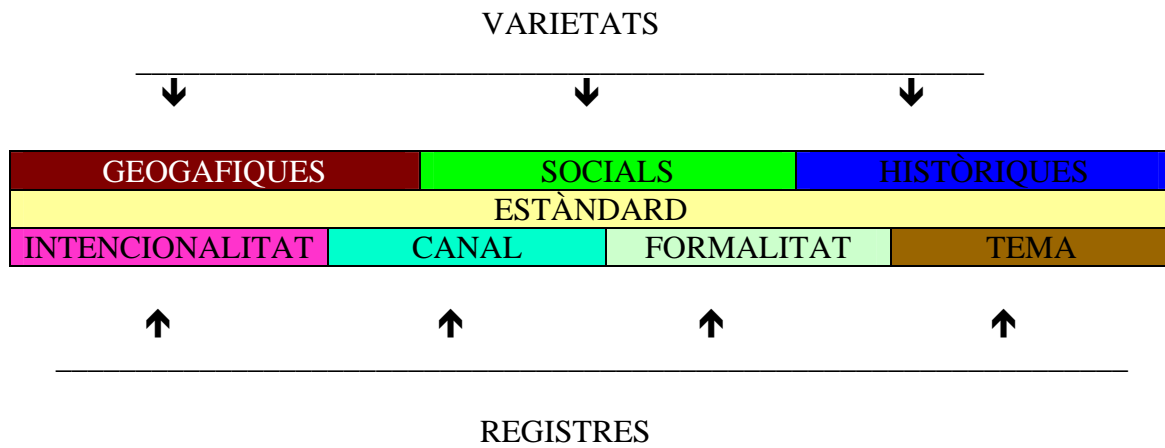 VARIETATS
GEOGAFIQUES SOCIALS HISTÒRIQUES
ESTÀNDARD
INTENCIONALITAT CANAL FORMALITAT TEMA
REGISTRES